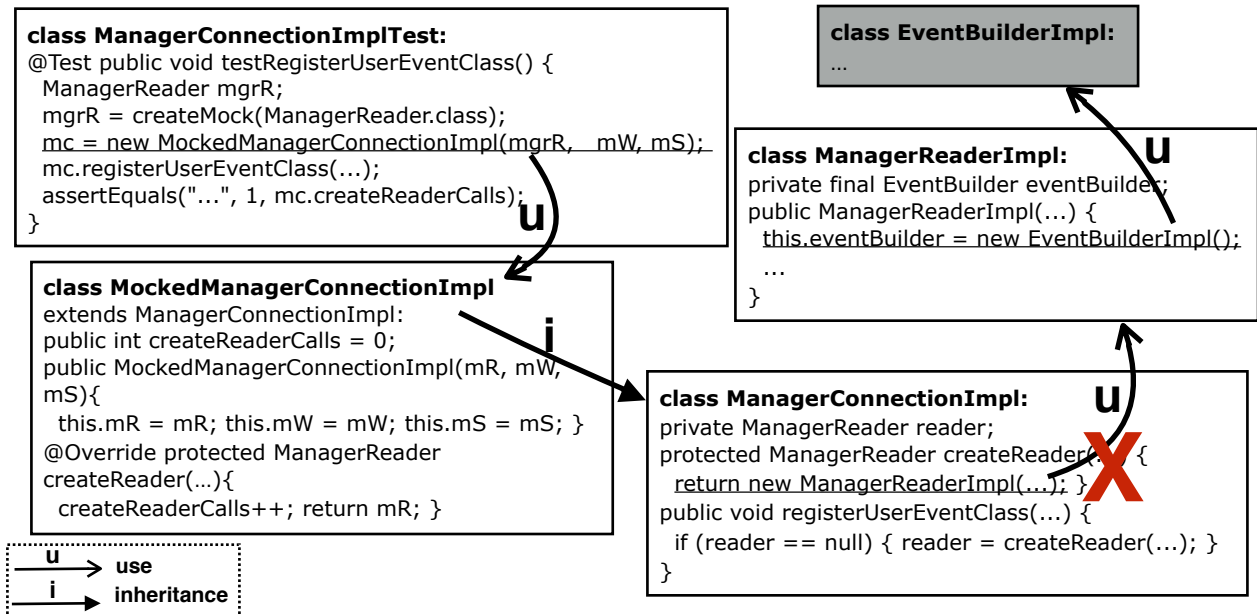 class ManagerConnectionImplTest:
@Test public void testRegisterUserEventClass() {
ManagerReader mgrR;
mgrR = createMock(ManagerReader.class);
mc = new MockedManagerConnectionImpl(mgrR, mW, mS);
mc.registerUserEventClass(...);
assertEquals("...", 1, mc.createReaderCalls);
}
u
class EventBuilderImpl:
...
u
class ManagerReaderImpl:
private final EventBuilder eventBuilder;
public ManagerReaderImpl(...) {
this.eventBuilder = new EventBuilderImpl();
...
}
class MockedManagerConnectionImpl
extends ManagerConnectionImpl:
public int createReaderCalls = 0;
public MockedManagerConnectionImpl(mR, mW,
mS){
this.mR = mR; this.mW = mW; this.mS = mS; }
@Override protected ManagerReader
createReader(...){
createReaderCalls++; return mR; }
i
class ManagerConnectionImpl:
private ManagerReader reader;
protected ManagerReader createReader(...) {
return new ManagerReaderImpl(...); }
public void registerUserEventClass(...) {
if (reader == null) { reader = createReader(...); }
}
u
X
u use
i inheritance